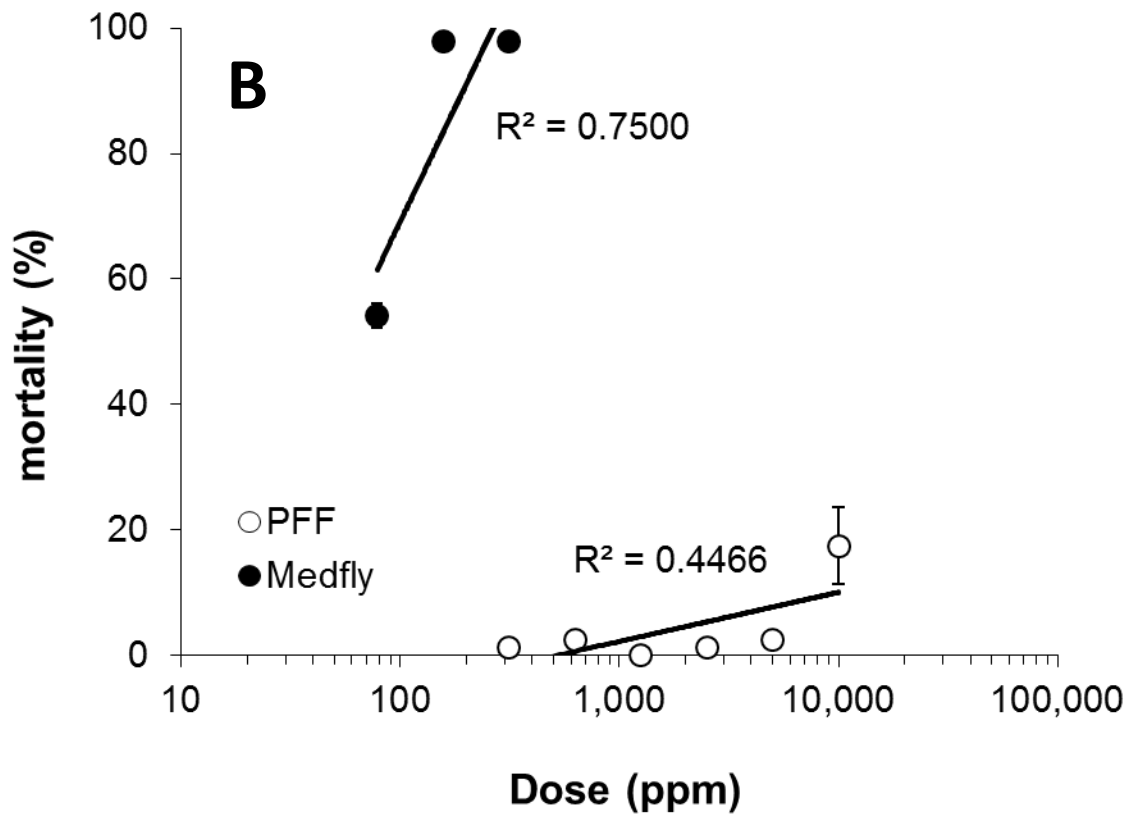 B
R² = 0.7500
R² = 0.4466
PFF
Medfly
mortality (%)
100
80
60
40
20
0
10
100
1,000
10,000
100,000
Dose (ppm)